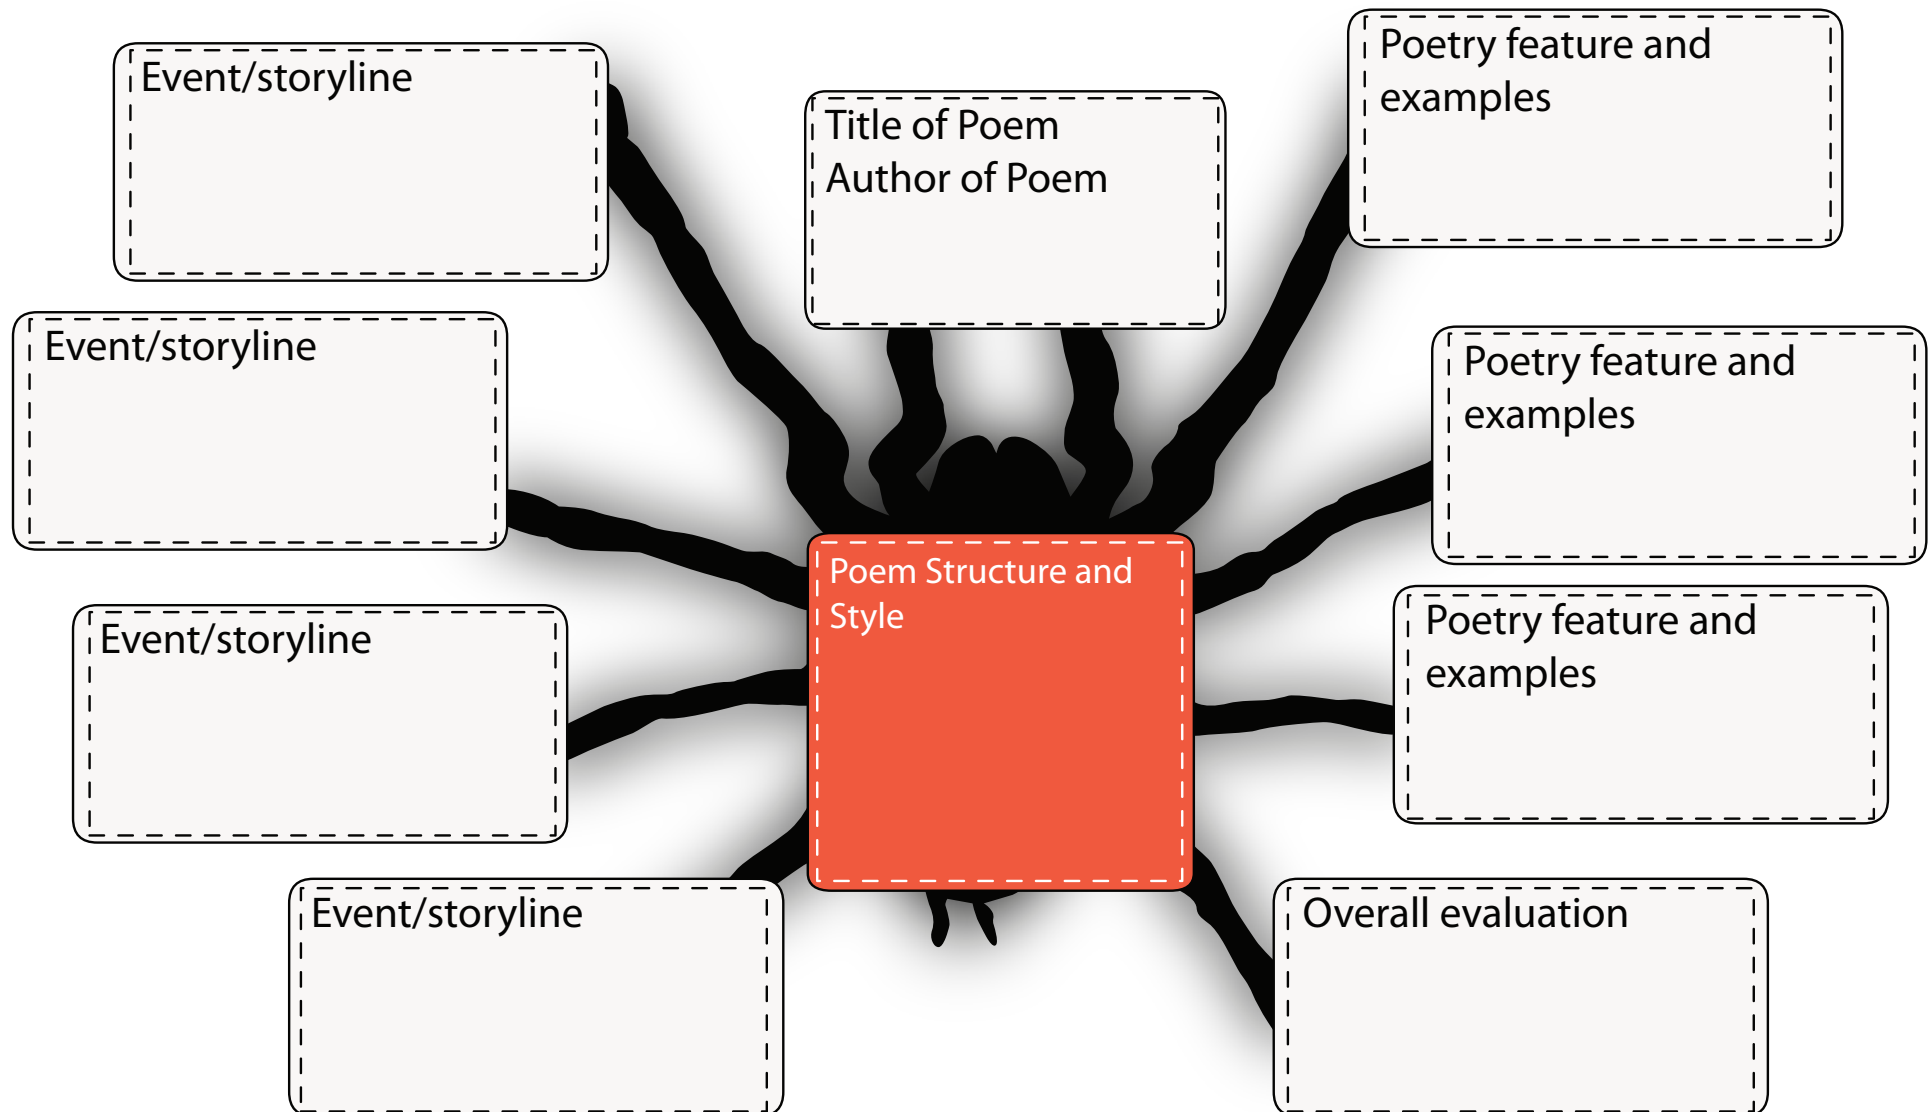 Event/storyline
Title of Poem
Author of Poem
Poetry feature and
examples
Event/storyline
Poetry feature and
examples
Poem Structure and
Style
Event/storyline
Poetry feature and
examples
Event/storyline
Overall evaluation